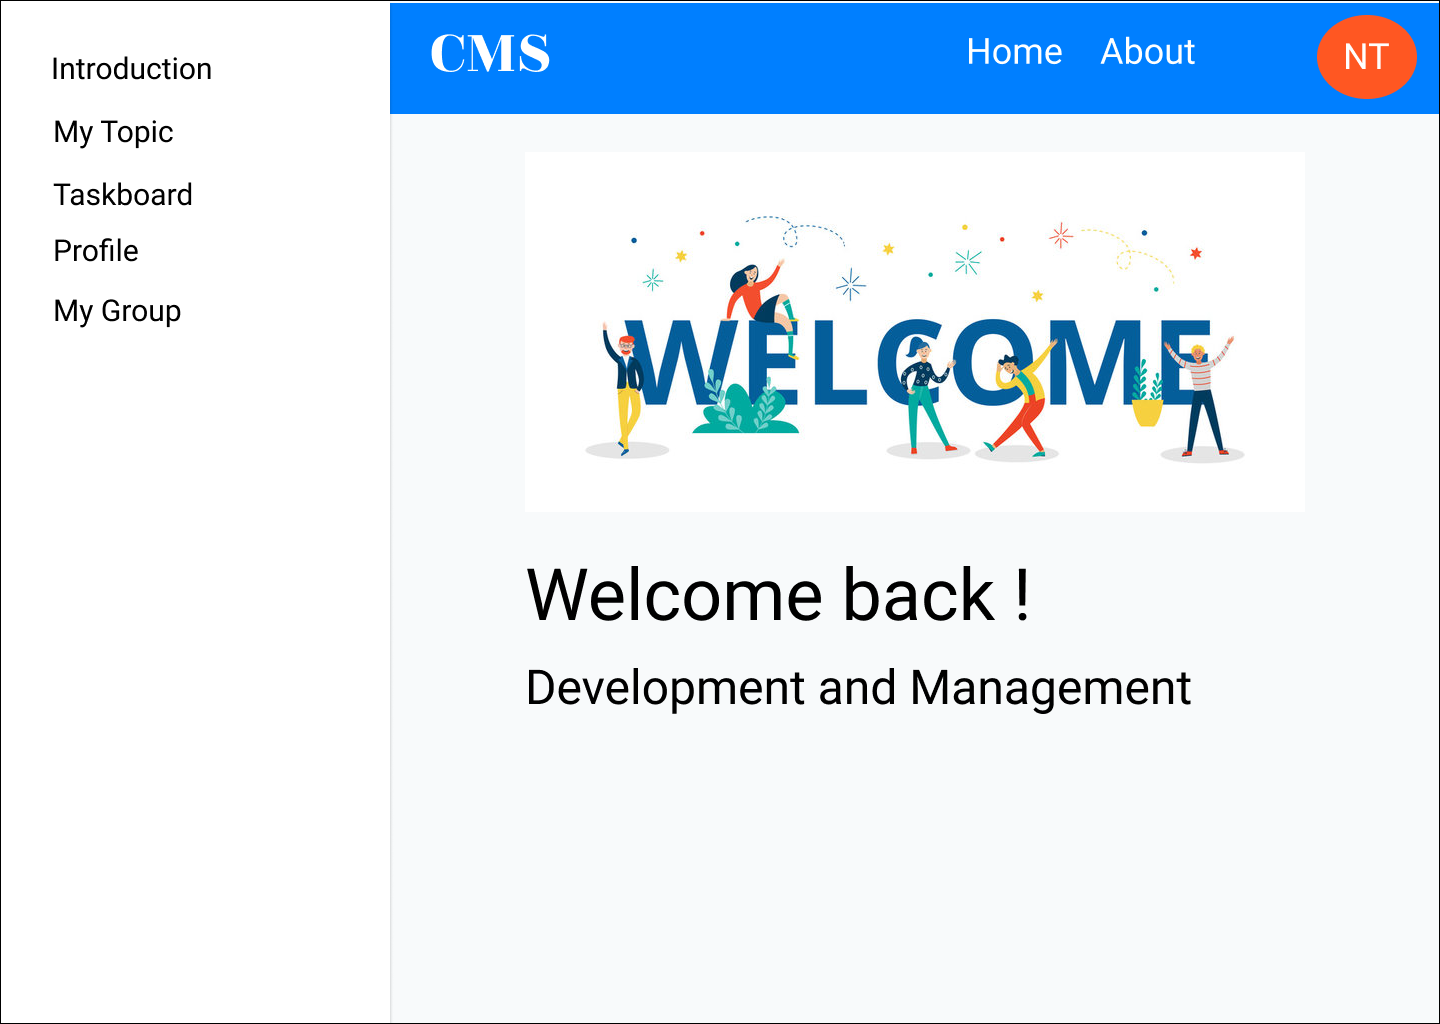 Introduction
My Topic
Taskboard
Profile
My Group
CMS
Home
About
NT
WELCOME
Welcome back !
Development and Management